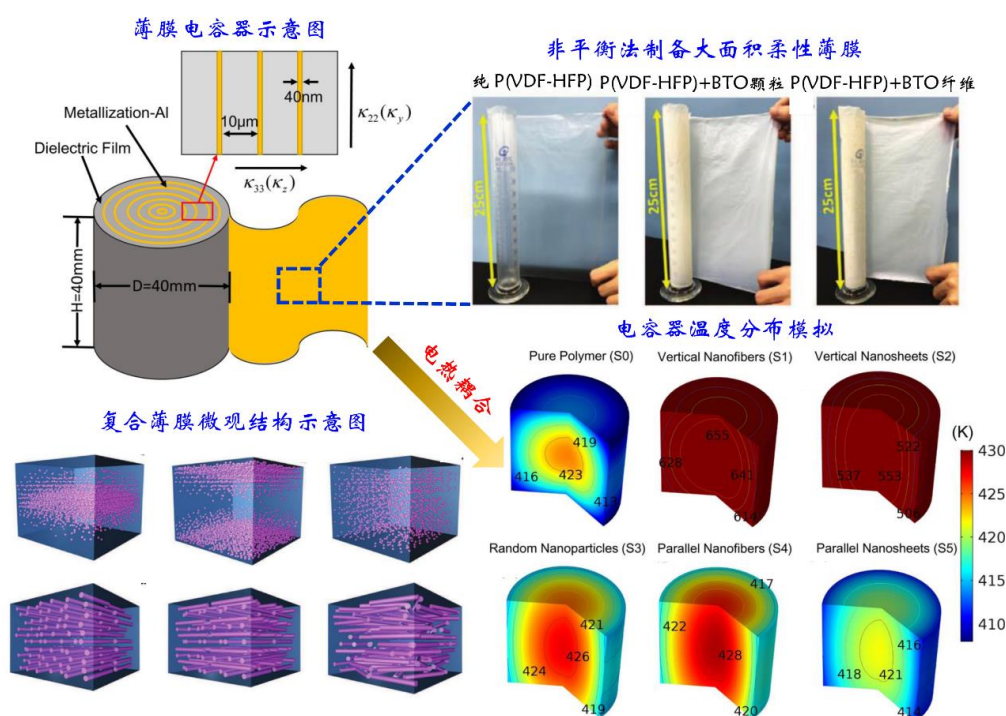 薄膜电容器示意图
40nm
10μm
κ22(κy)
κ33(κz)
Metallization-Al
Dielectric Film
H=40mm
D=40mm
非平衡法制备大面积柔性薄膜
纯 P(VDF-HFP) P(VDF-HFP)+BTO颗粒 P(VDF-HFP)+BTO纤维
25cm
25cm
25cm
电热耦合
复合薄膜微观结构示意图
电容器温度分布模拟
Pure Polymer (S0) Vertical Nanofibers (S1) Vertical Nanosheets (S2)
419
416
423
413
655
628
641
614
522
537
553
(K)
430
425
420
415
410
Random Nanoparticles (S3) Parallel Nanofibers (S4) Parallel Nanosheets (S5)
421
424
426
419
417
422
428
420
416
418
421
414